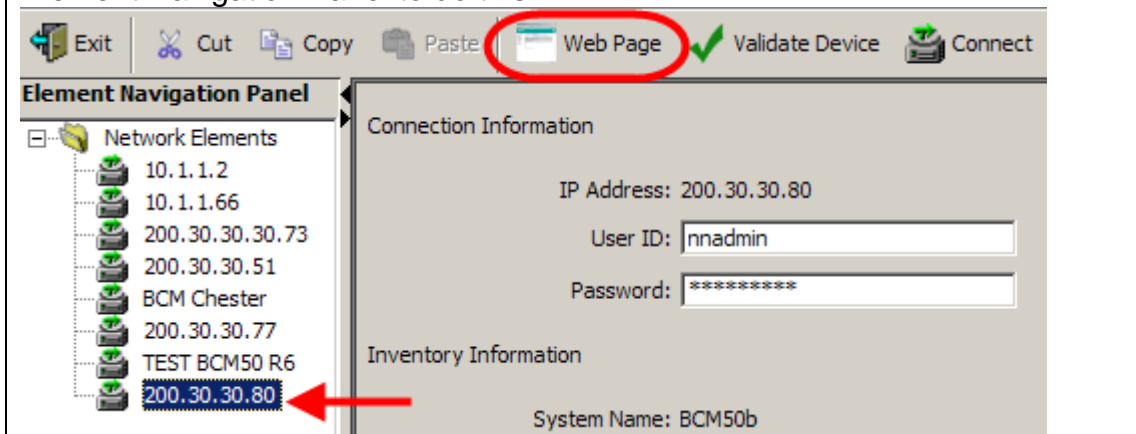 Exit Cut Copy Paste Web Page Validate Device Connect
Element Navigation Panel
Network Elements
10.1.1.2
10.1.1.66
200.30.30.30.73
200.30.30.51
BCM Chester
200.30.30.77
TEST BCM50 R6
200.30.30.80
Connection Information
IP Address: 200.30.30.80
User ID: nnadmin
Password: *********
Inventory Information
System Name: BCM50b